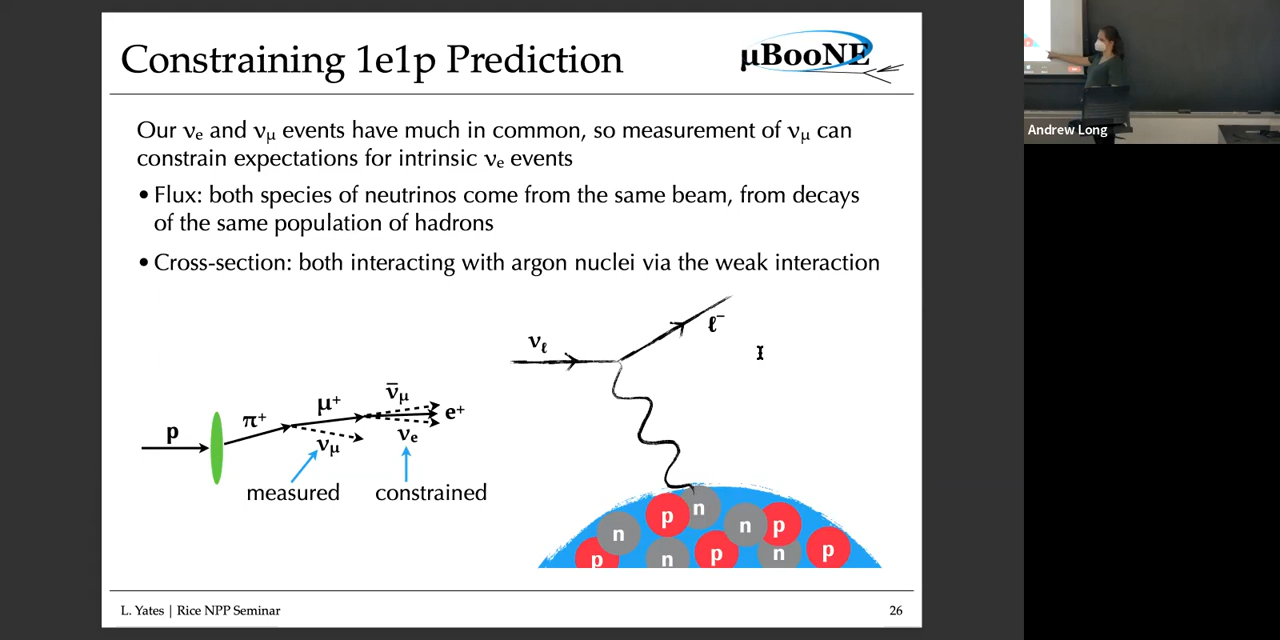 Constraining 1e1p Prediction
μBooNE
Our νe and νμ events have much in common, so measurement of νμ can
constrain expectations for intrinsic νe events
• Flux: both species of neutrinos come from the same beam, from decays
of the same population of hadrons
• Cross-section: both interacting with argon nuclei via the weak interaction
νℓ
ℓ⁻
p
π⁺
μ⁺
ν̄μ
e⁺
νμ
νe
measured
constrained
p
n
n
p
n
p
n
p
n
p
L. Yates | Rice NPP Seminar
26
Andrew Long